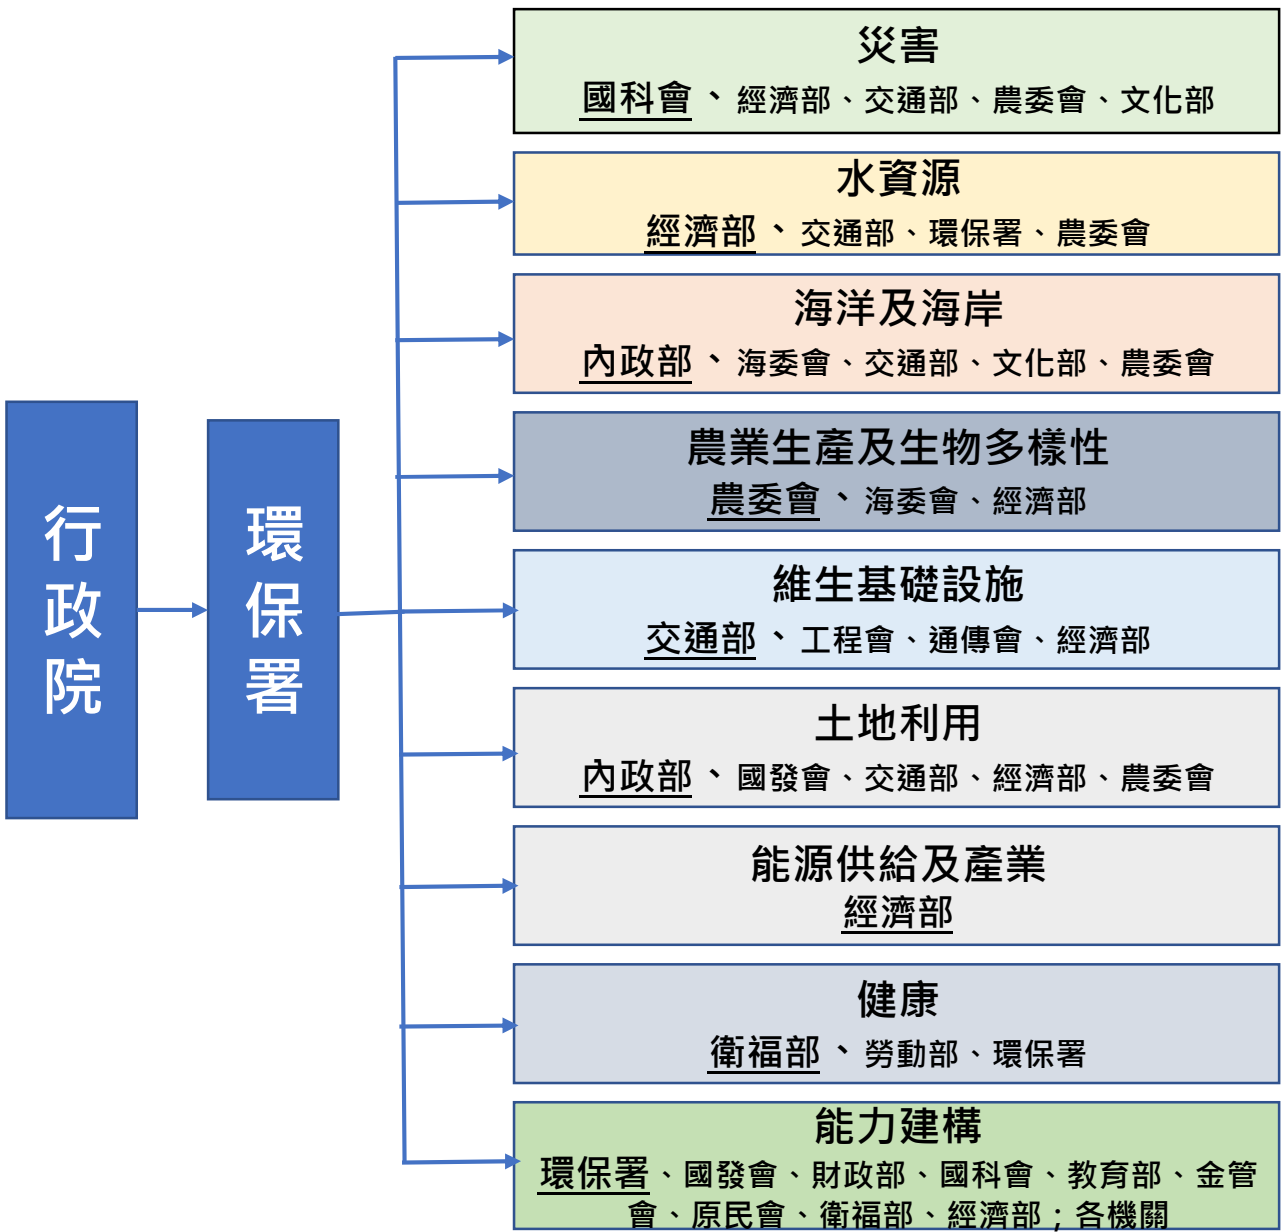 行政院
環保署
災害
國科會、經濟部、交通部、農委會、文化部
水資源
經濟部、交通部、環保署、農委會
海洋及海岸
內政部、海委會、交通部、文化部、農委會
農業生產及生物多樣性
農委會、海委會、經濟部
維生基礎設施
交通部、工程會、通傳會、經濟部
土地利用
內政部、國發會、交通部、經濟部、農委會
能源供給及產業
經濟部
健康
衛福部、勞動部、環保署
能力建構
環保署、國發會、財政部、國科會、教育部、金管
會、原民會、衛福部、經濟部；各機關